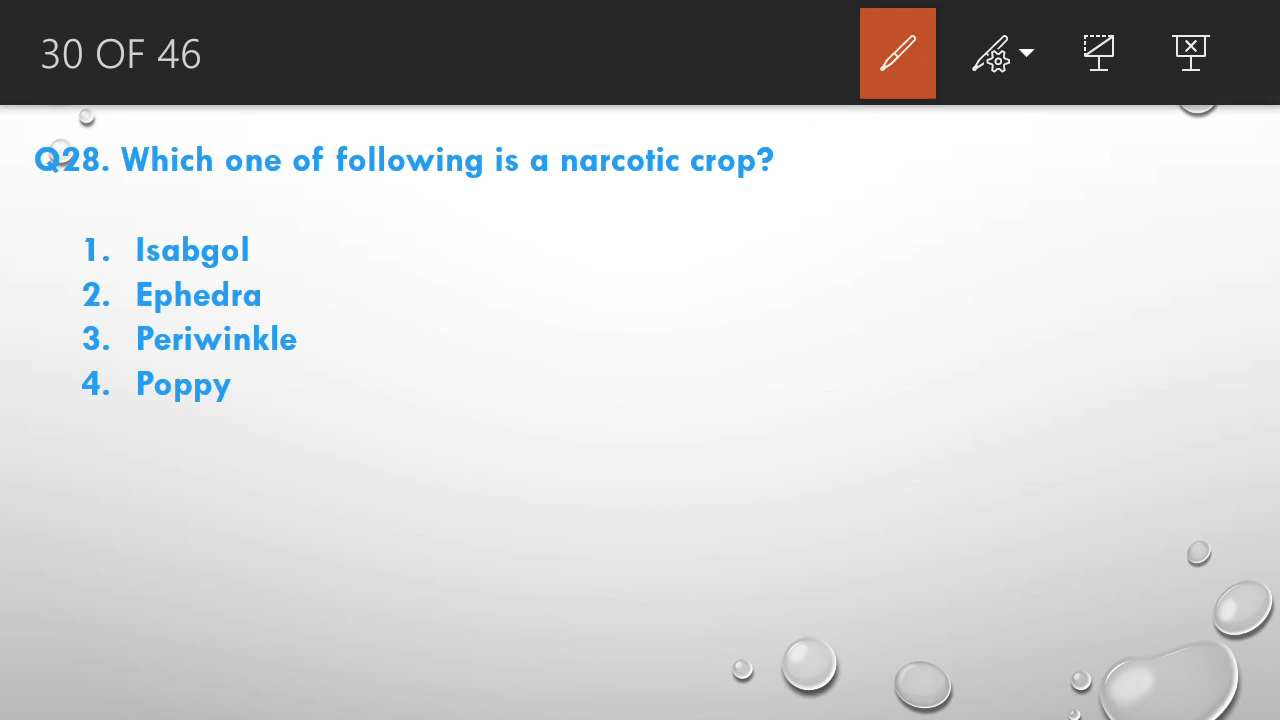 30 OF 46
Q28. Which one of following is a narcotic crop?
1. Isabgol
2. Ephedra
3. Periwinkle
4. Poppy